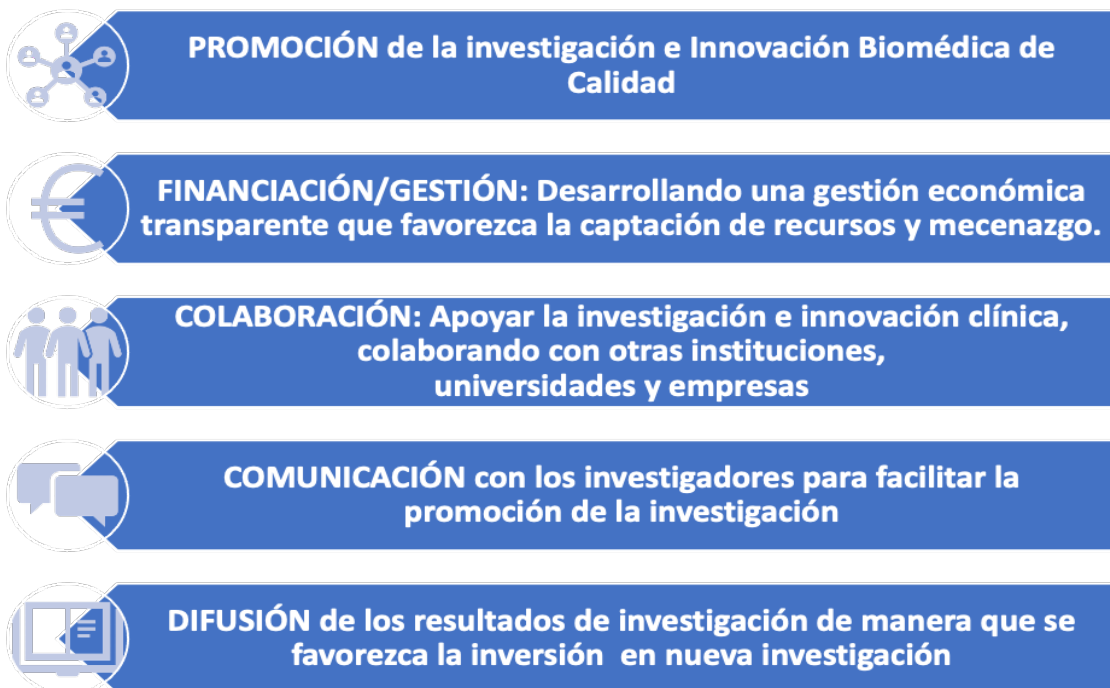 PROMOCIÓN de la investigación e Innovación Biomédica de
Calidad
FINANCIACIÓN/GESTIÓN: Desarrollando una gestión económica
transparente que favorezca la captación de recursos y mecenazgo.
COLABORACIÓN: Apoyar la investigación e innovación clínica,
colaborando con otras instituciones,
universidades y empresas
COMUNICACIÓN con los investigadores para facilitar la
promoción de la investigación
DIFUSIÓN de los resultados de investigación de manera que se
favorezca la inversión  en nueva investigación